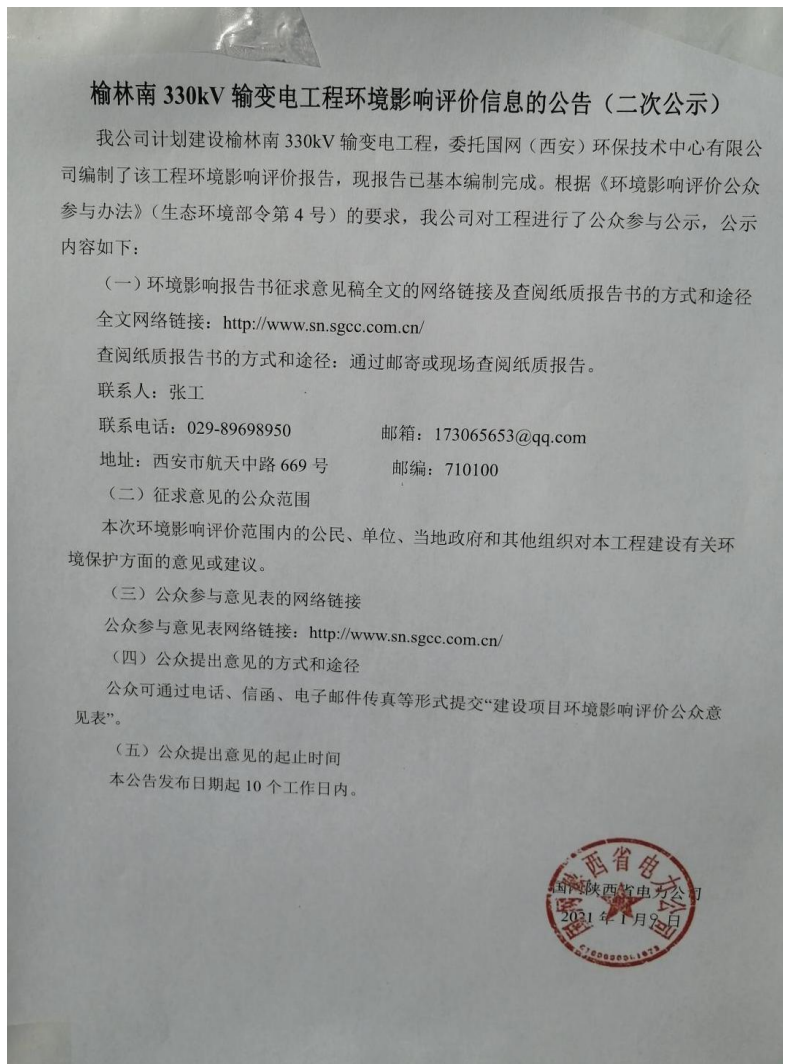 榆林南 330kV 输变电工程环境影响评价信息的公告（二次公示）
我公司计划建设榆林南 330kV 输变电工程，委托国网（西安）环保技术中心有限公
司编制了该工程环境影响评价报告，现报告已基本编制完成。根据《环境影响评价公众
参与办法》（生态环境部令第 4 号）的要求，我公司对工程进行了公众参与公示，公示
内容如下：
（一）环境影响报告书征求意见稿全文的网络链接及查阅纸质报告书的方式和途径
全文网络链接：http://www.sn.sgcc.com.cn/
查阅纸质报告书的方式和途径：通过邮寄或现场查阅纸质报告。
联系人：张工
联系电话：029-89698950 邮箱：173065653@qq.com
地址：西安市航天中路 669 号 邮编：710100
（二）征求意见的公众范围
本次环境影响评价范围内的公民、单位、当地政府和其他组织对本工程建设有关环
境保护方面的意见或建议。
（三）公众参与意见表的网络链接
公众参与意见表网络链接：http://www.sn.sgcc.com.cn/
（四）公众提出意见的方式和途径
公众可通过电话、信函、电子邮件传真等形式提交“建设项目环境影响评价公众意
见表”。
（五）公众提出意见的起止时间
本公告发布日期起 10 个工作日内。
国网陕西省电力公司
2021 年 1 月 9 日
国网陕西省电力公司